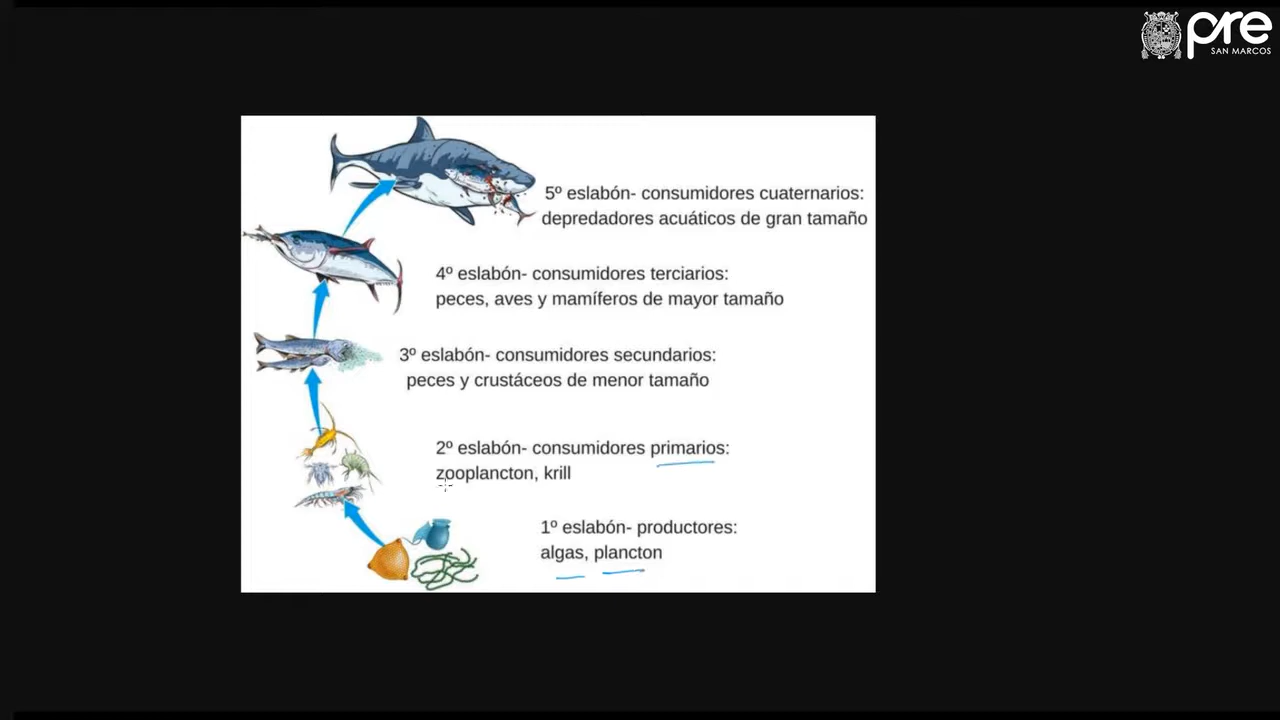 pre
SAN MARCOS
5º eslabón- consumidores cuaternarios:
depredadores acuáticos de gran tamaño
4º eslabón- consumidores terciarios:
peces, aves y mamíferos de mayor tamaño
3º eslabón- consumidores secundarios:
peces y crustáceos de menor tamaño
2º eslabón- consumidores primarios:
zooplancton, krill
1º eslabón- productores:
algas, plancton